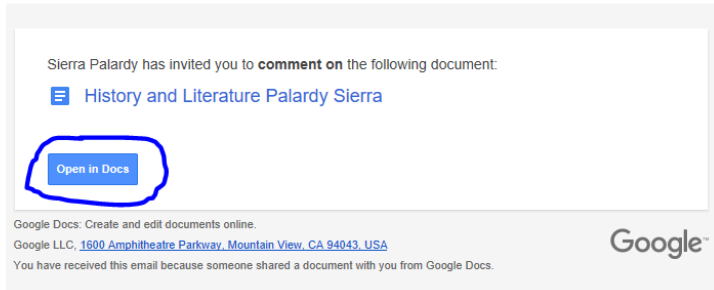 Sierra Palardy has invited you to comment on the following document:
History and Literature Palardy Sierra
Open in Docs
Google Docs: Create and edit documents online.
Google LLC, 1600 Amphitheatre Parkway, Mountain View, CA 94043, USA
You have received this email because someone shared a document with you from Google Docs.
Google™